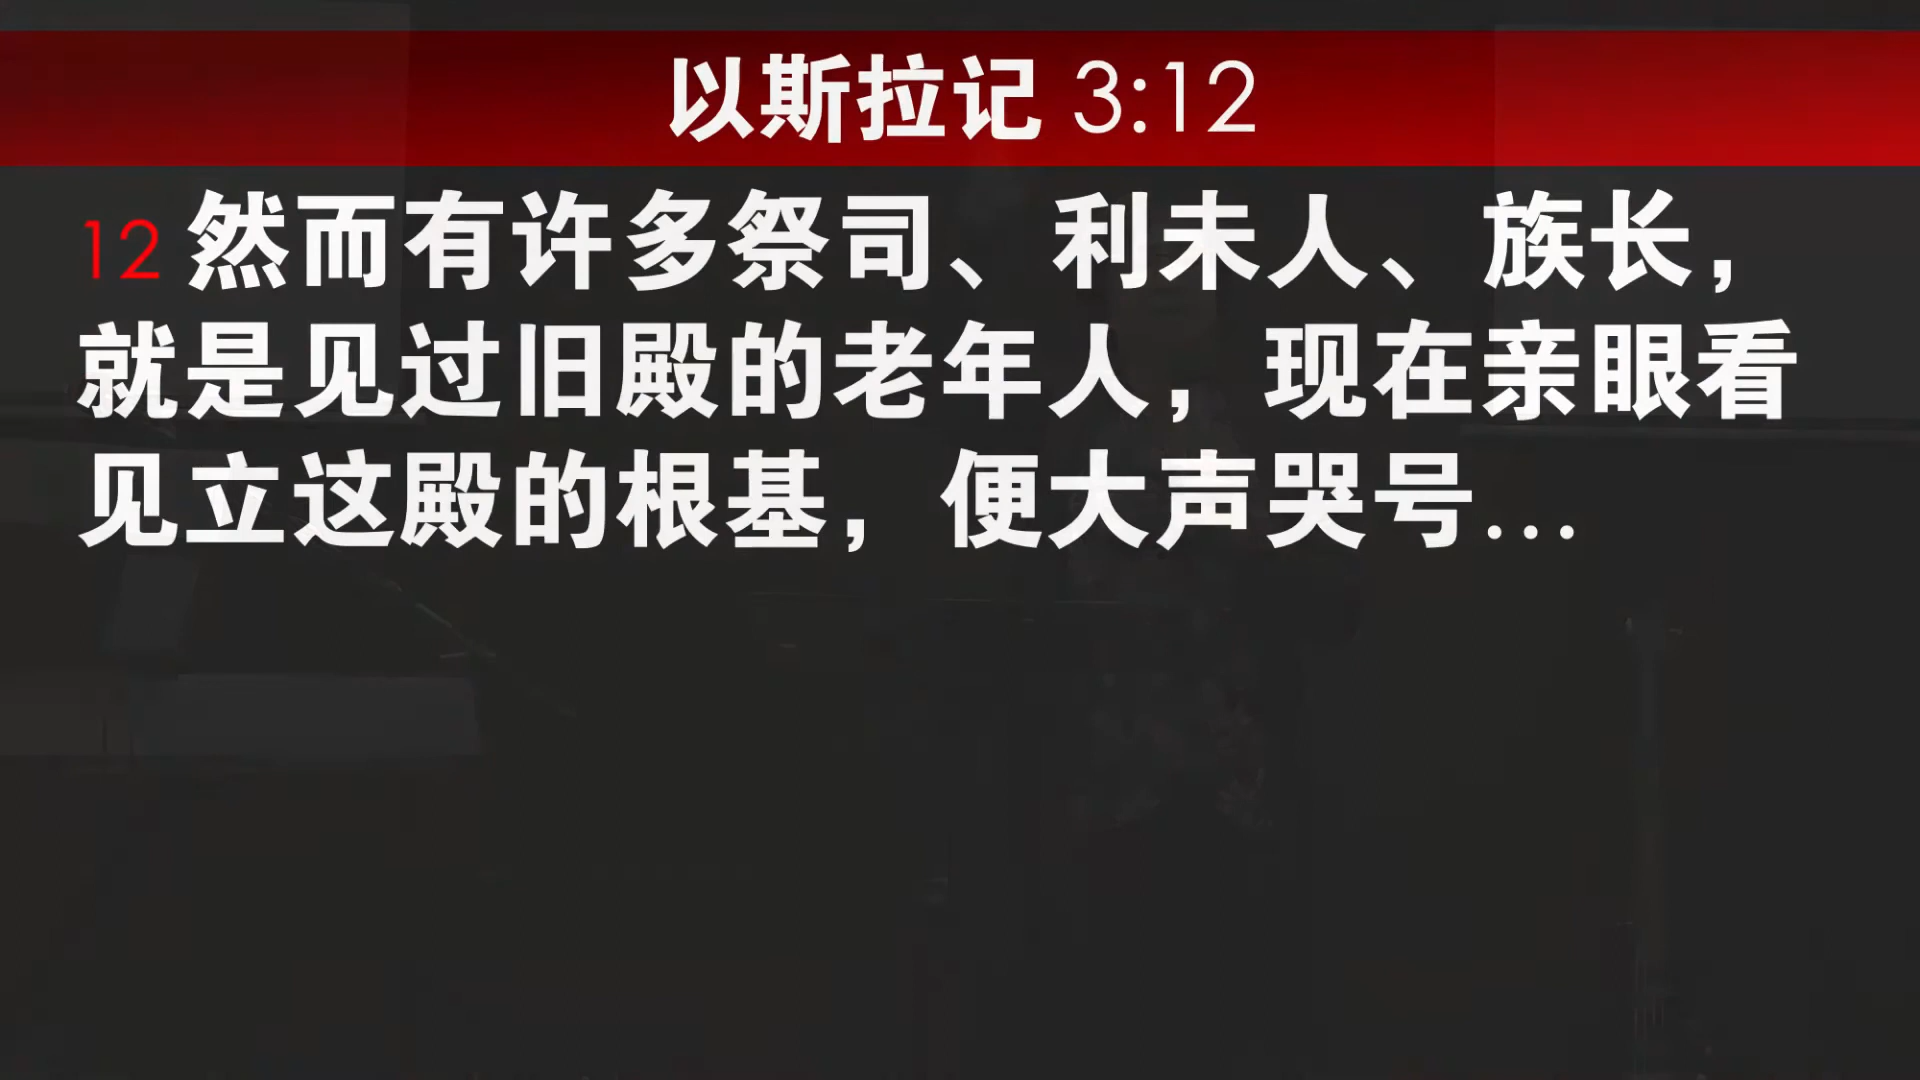 以斯拉记 3:12
12 然而有许多祭司、利未人、族长，
就是见过旧殿的老年人，现在亲眼看
见立这殿的根基，便大声哭号…